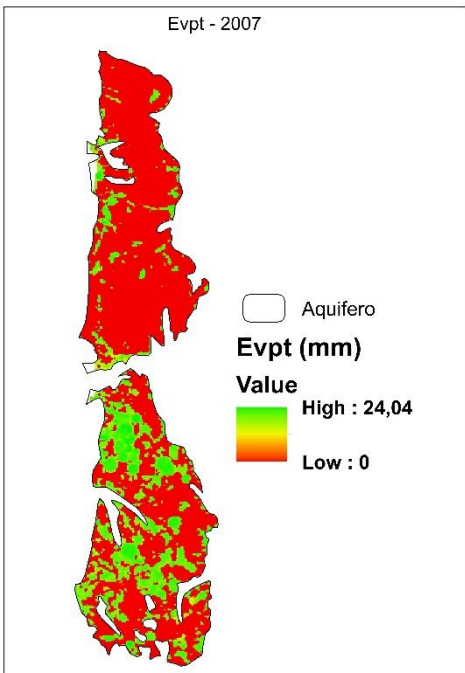 Evpt - 2007
Aquifero
Evpt (mm)
Value
High : 24,04
Low : 0